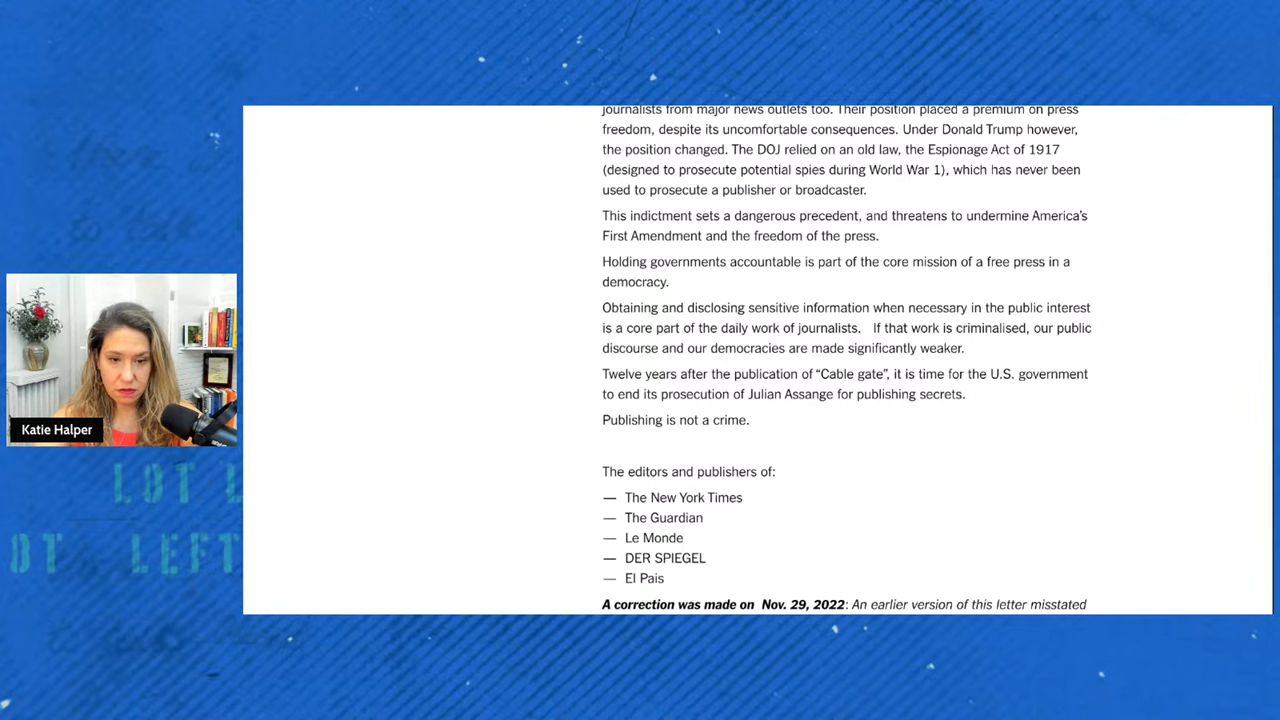 journalists from major news outlets too. Their position placed a premium on press
freedom, despite its uncomfortable consequences. Under Donald Trump however,
the position changed. The DOJ relied on an old law, the Espionage Act of 1917
(designed to prosecute potential spies during World War 1), which has never been
used to prosecute a publisher or broadcaster.
This indictment sets a dangerous precedent, and threatens to undermine America's
First Amendment and the freedom of the press.
Holding governments accountable is part of the core mission of a free press in a
democracy.
Obtaining and disclosing sensitive information when necessary in the public interest
is a core part of the daily work of journalists. If that work is criminalised, our public
discourse and our democracies are made significantly weaker.
Twelve years after the publication of “Cable gate”, it is time for the U.S. government
to end its prosecution of Julian Assange for publishing secrets.
Publishing is not a crime.
The editors and publishers of:
— The New York Times
— The Guardian
— Le Monde
— DER SPIEGEL
— El Pais
A correction was made on Nov. 29, 2022: An earlier version of this letter misstated
Katie Halper
LOT L
OT LEFT